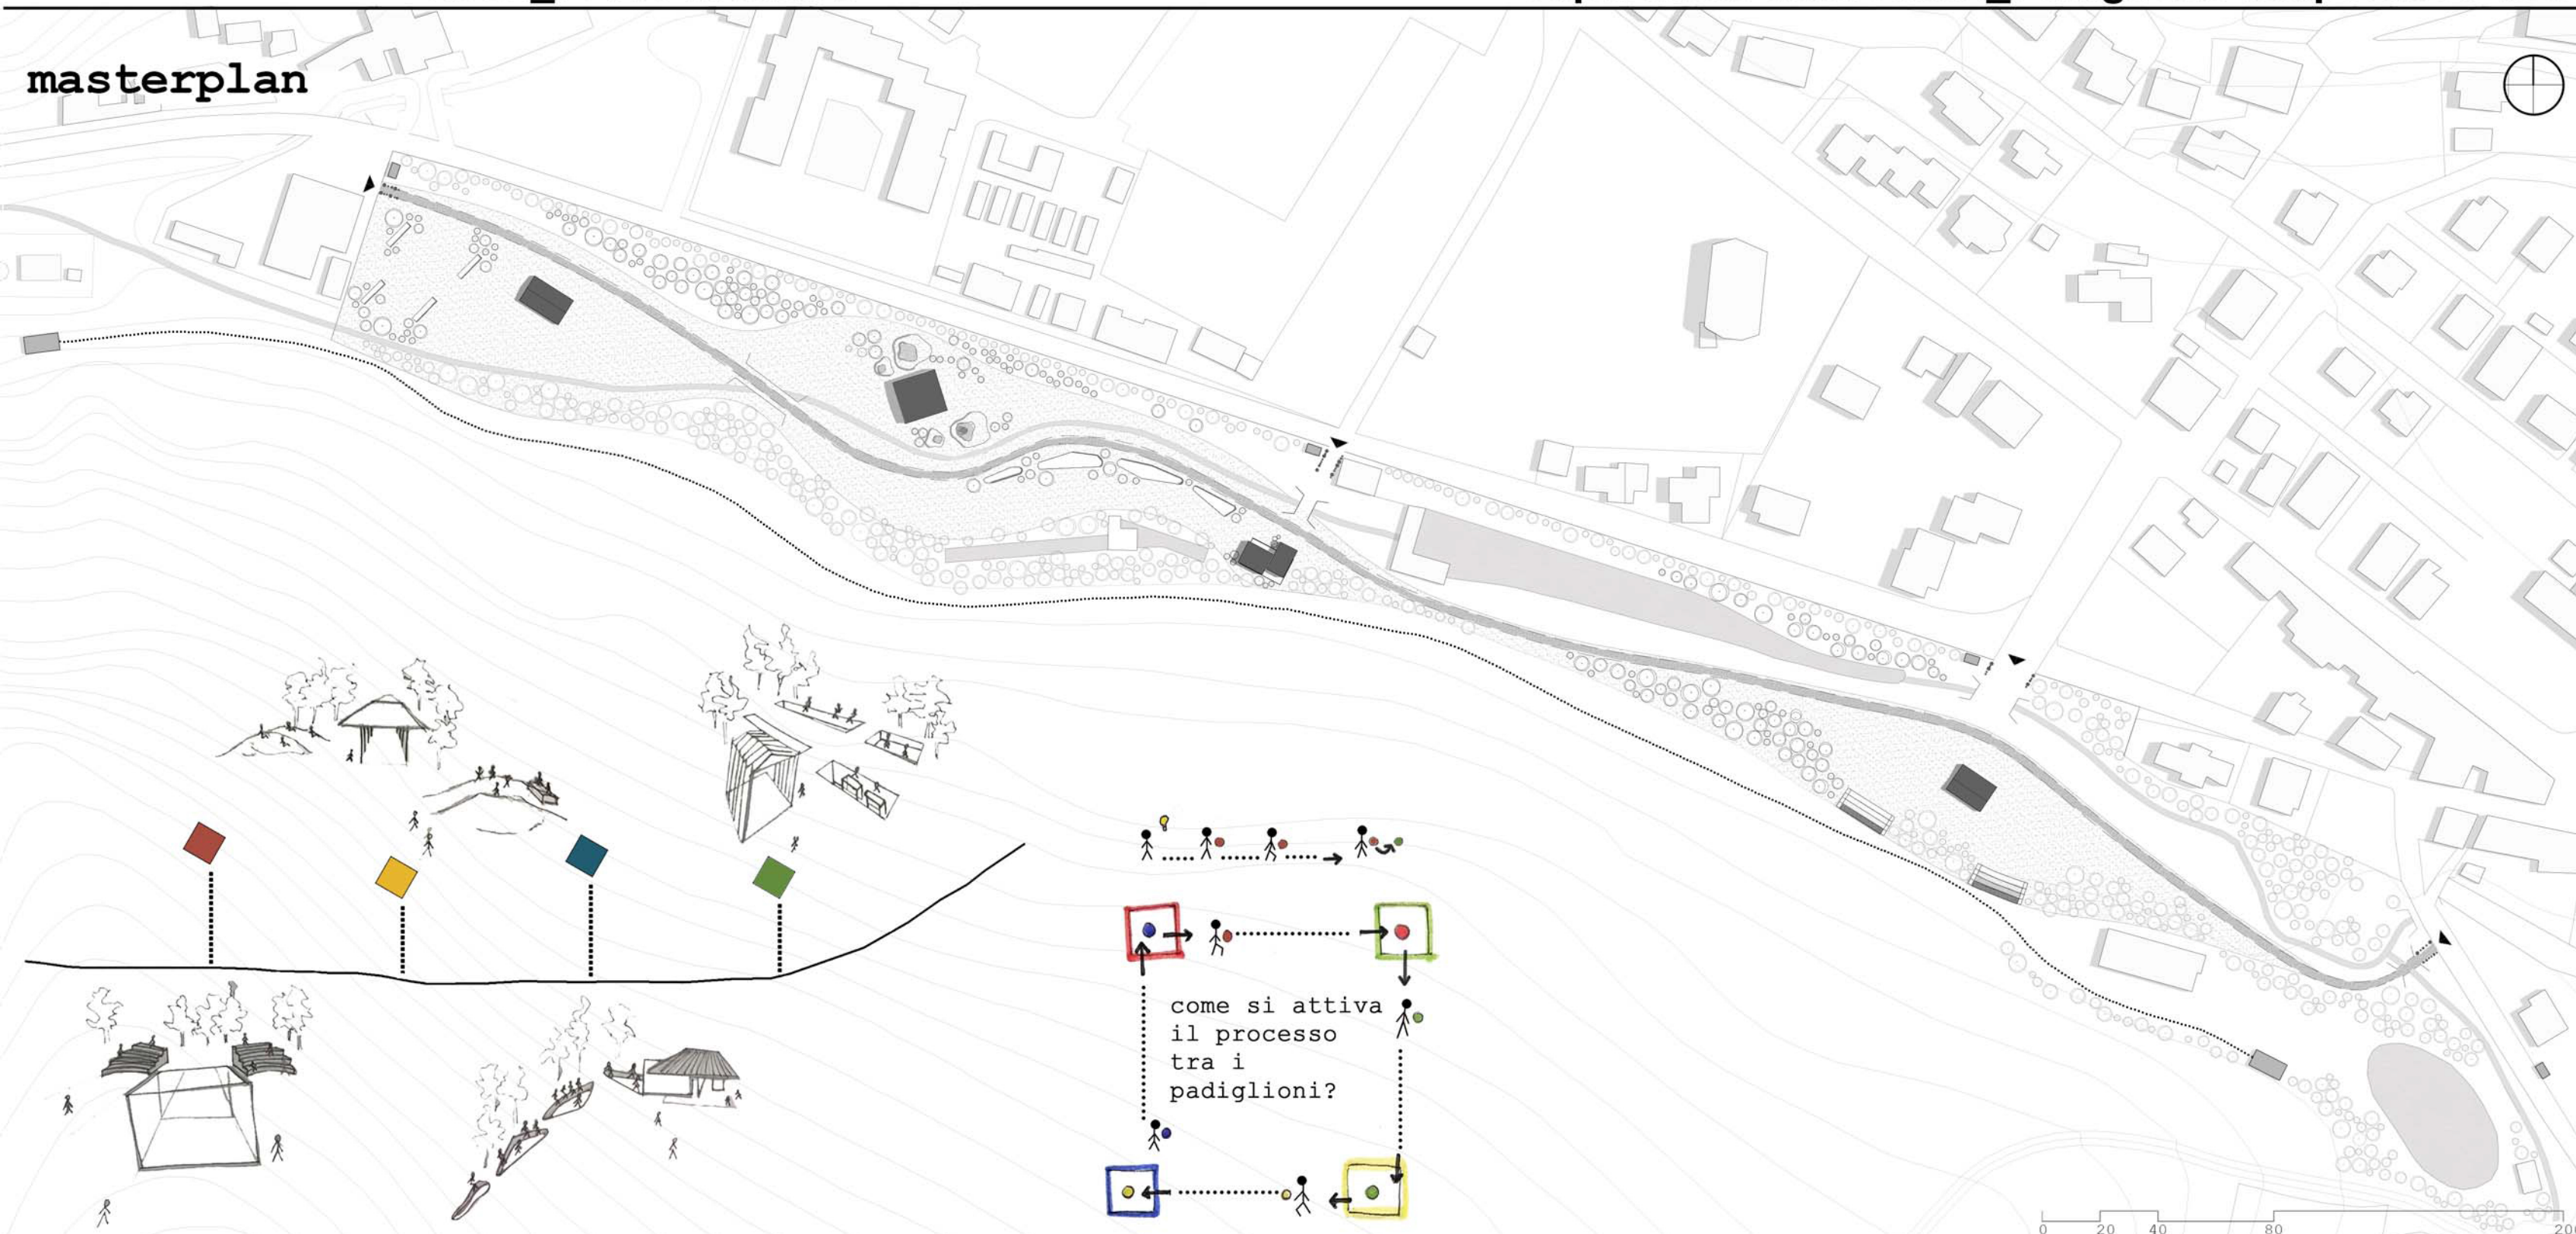 masterplan
come si attiva
il processo
tra i
padiglioni?
0 20 40 80